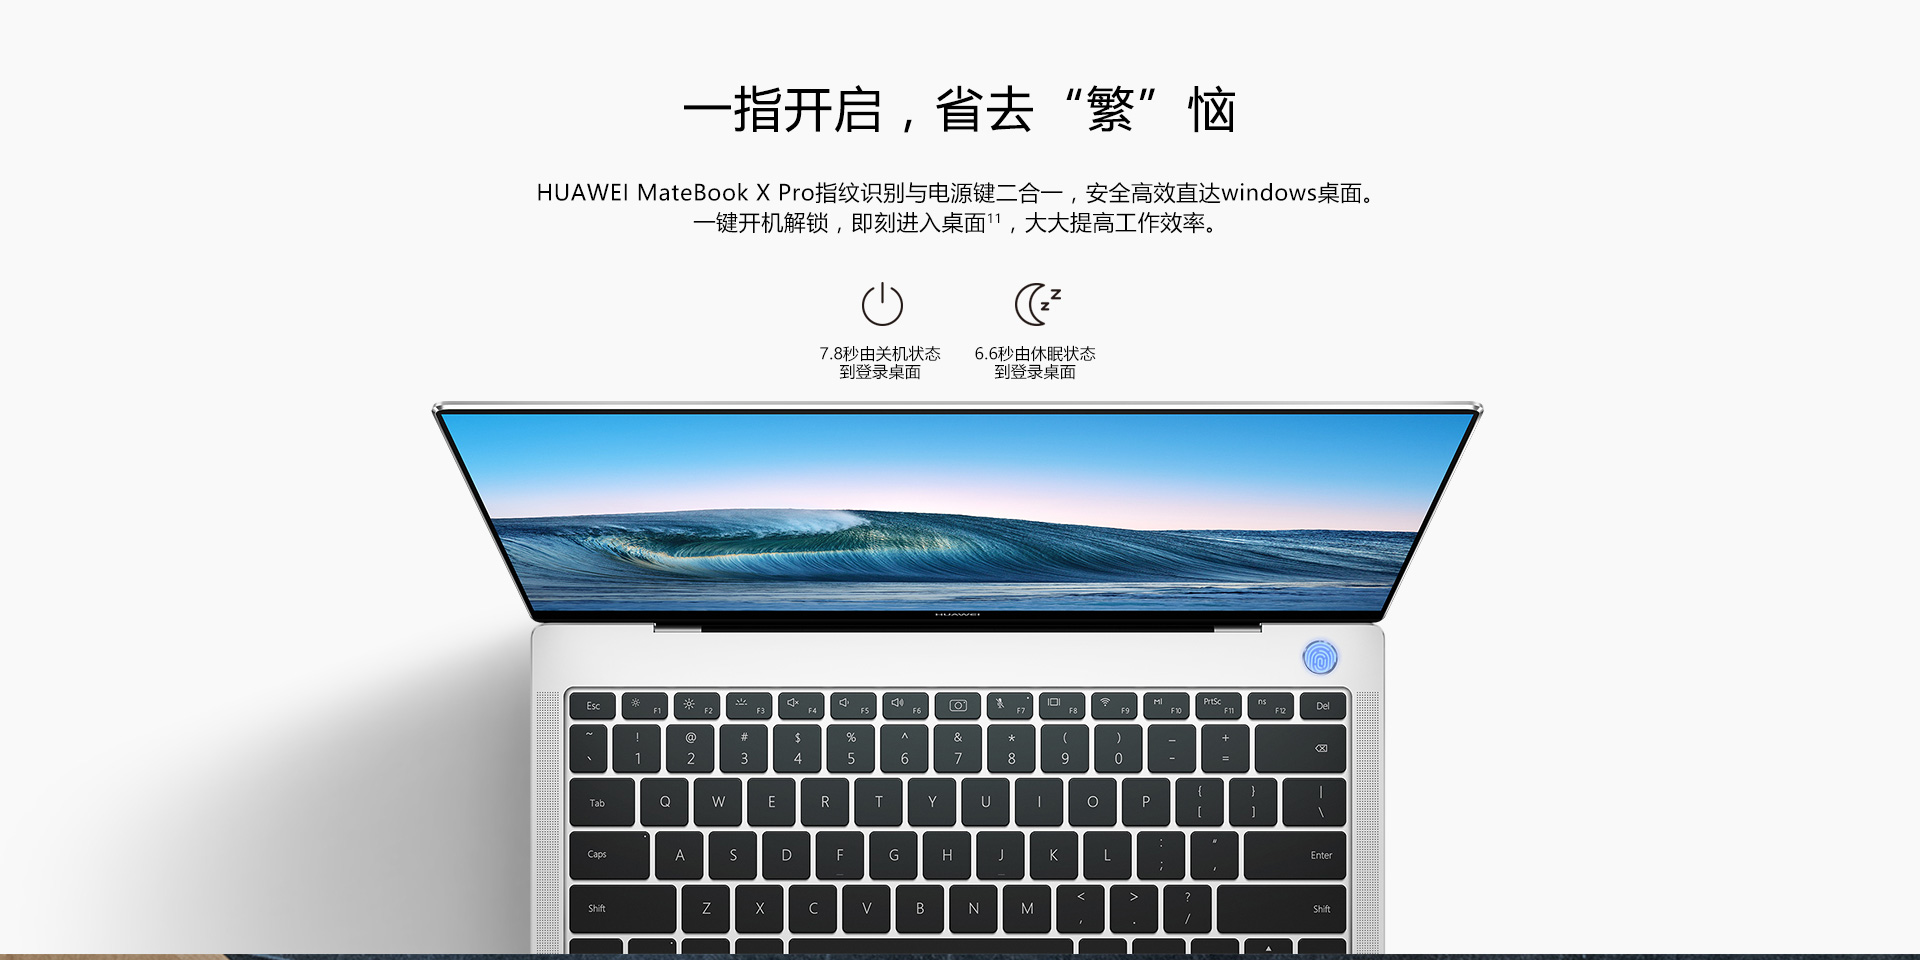 一指开启，省去“繁”恼
HUAWEI MateBook X Pro指纹识别与电源键二合一，安全高效直达windows桌面。
一键开机解锁，即刻进入桌面¹¹，大大提高工作效率。
7.8秒由关机状态
到登录桌面
6.6秒由休眠状态
到登录桌面
HUAWEI
Esc F1 F2 F3 F4 F5 F6 F7 F8 F9 F10 PrtSc F11 ns F12 Del
~ ! @ # $ % ^ & * ( ) _ +
` 1 2 3 4 5 6 7 8 9 0 - =
Tab Q W E R T Y U I O P { [ } ] | \
Caps A S D F G H J K L : ; " ' Enter
Shift Z X C V B N M < , > . ? / Shift